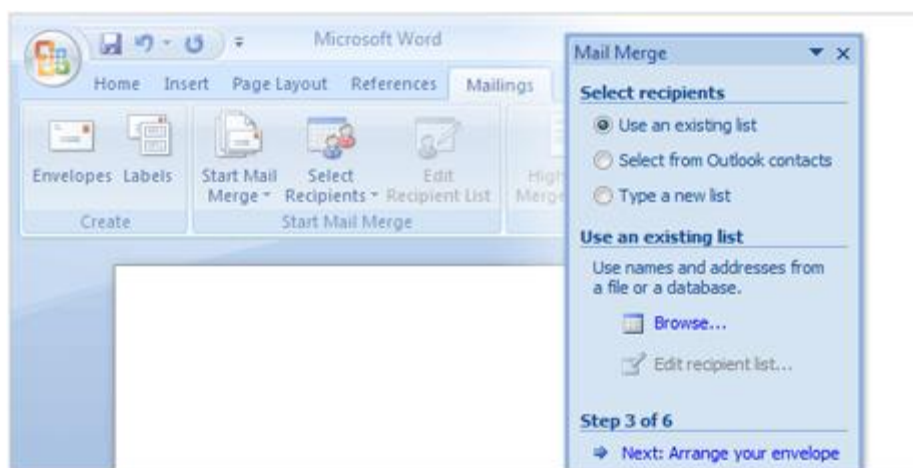 Microsoft Word
Home Insert Page Layout References Mailings
Envelopes Labels
Start Mail Merge
Select Recipients
Edit Recipient List
Create
Start Mail Merge
Mail Merge
Select recipients
Use an existing list
Select from Outlook contacts
Type a new list
Use an existing list
Use names and addresses from
a file or a database.
Browse...
Edit recipient list...
Step 3 of 6
Next: Arrange your envelope